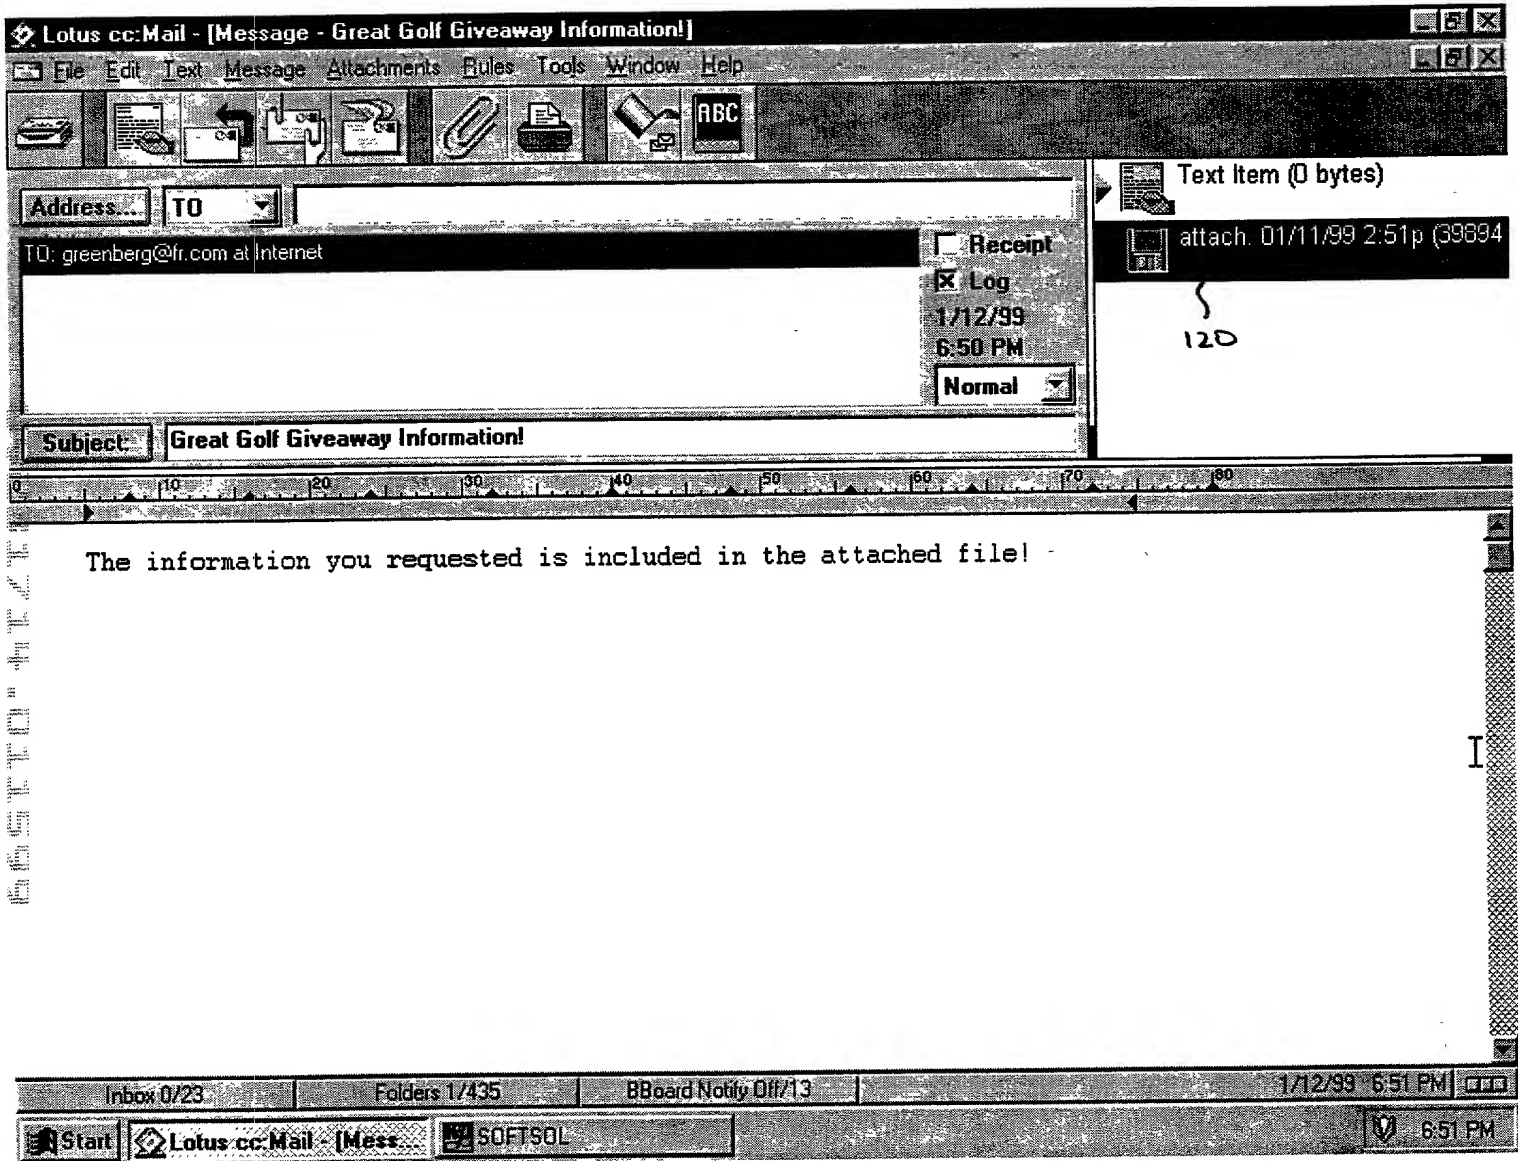 Lotus cc:Mail - [Message - Great Golf Giveaway Information!]
File Edit Text Message Attachments Rules Tools Window Help
ABC
Text Item (0 bytes)
Address... TO
attach. 01/11/99 2:51p (39894
TO: greenberg@fr.com at Internet
Receipt
Log
1/12/99
6:50 PM
120
Normal
Subject: Great Golf Giveaway Information!
0 10 20 30 40 50 60 70 80
The information you requested is included in the attached file!
Inbox 0/23 Folders 1/435 BBoard Notify Off/13 1/12/99 6:51 PM
Start Lotus cc:Mail - [Mess... SOFTSOL 6:51 PM